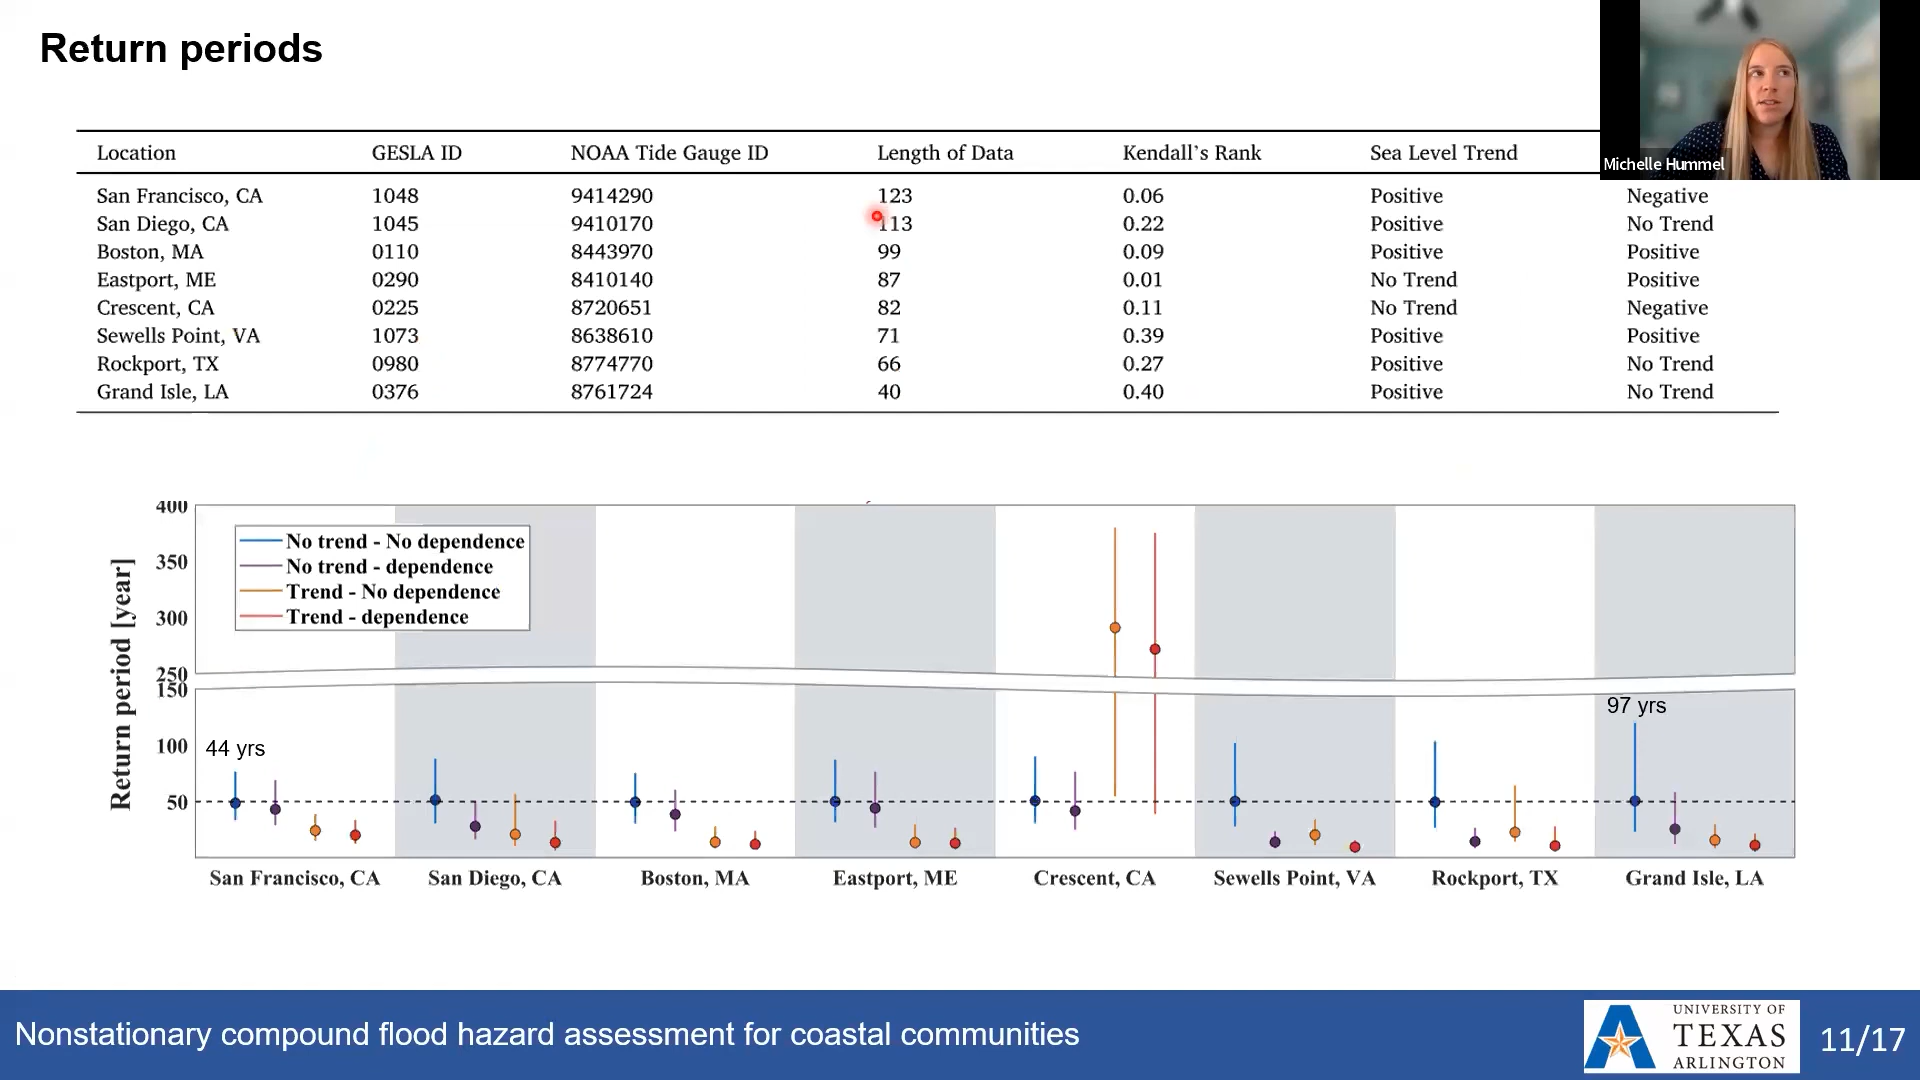 Return periods
Michelle Hummel
Location GESLA ID NOAA Tide Gauge ID Length of Data Kendall's Rank Sea Level Trend
San Francisco, CA 1048 9414290 123 0.06 Positive Negative
San Diego, CA 1045 9410170 113 0.22 Positive No Trend
Boston, MA 0110 8443970 99 0.09 Positive Positive
Eastport, ME 0290 8410140 87 0.01 No Trend Positive
Crescent, CA 0225 8720651 82 0.11 No Trend Negative
Sewells Point, VA 1073 8638610 71 0.39 Positive Positive
Rockport, TX 0980 8774770 66 0.27 Positive No Trend
Grand Isle, LA 0376 8761724 40 0.40 Positive No Trend
Return period [year]
400
350
300
250
150
100
50
No trend - No dependence
No trend - dependence
Trend - No dependence
Trend - dependence
44 yrs
97 yrs
San Francisco, CA San Diego, CA Boston, MA Eastport, ME Crescent, CA Sewells Point, VA Rockport, TX Grand Isle, LA
Nonstationary compound flood hazard assessment for coastal communities
UNIVERSITY OF
TEXAS
ARLINGTON
11/17